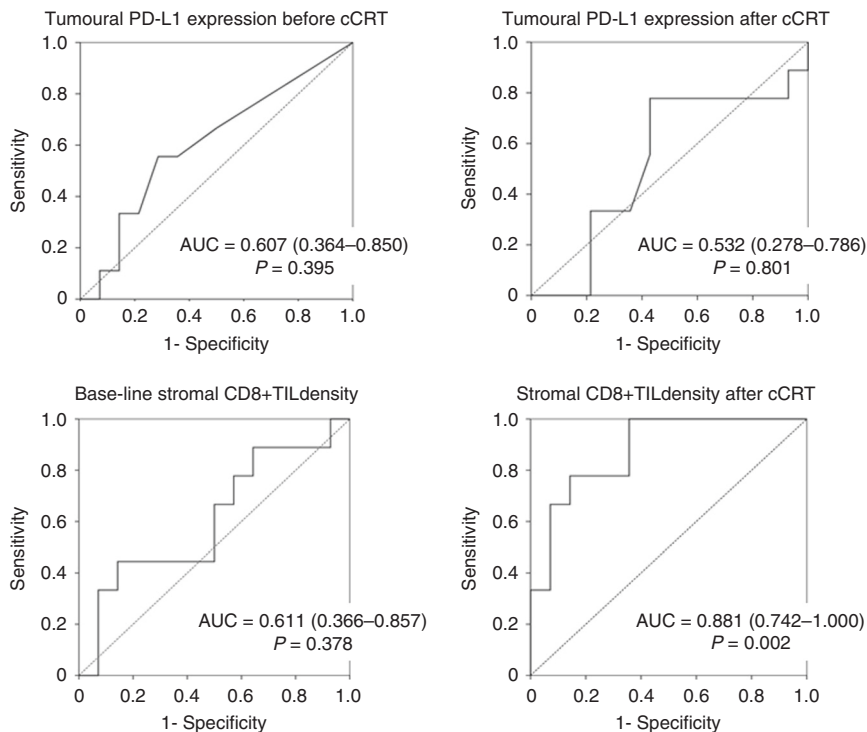 Tumoural PD-L1 expression before cCRT
1.0
0.8
0.6
0.4
0.2
0
Sensitivity
AUC = 0.607 (0.364–0.850)
P = 0.395
0 0.2 0.4 0.6 0.8 1.0
1- Specificity
Tumoural PD-L1 expression after cCRT
1.0
0.8
0.6
0.4
0.2
0
Sensitivity
AUC = 0.532 (0.278–0.786)
P = 0.801
0 0.2 0.4 0.6 0.8 1.0
1- Specificity
Base-line stromal CD8+TILdensity
1.0
0.8
0.6
0.4
0.2
0
Sensitivity
AUC = 0.611 (0.366–0.857)
P = 0.378
0 0.2 0.4 0.6 0.8 1.0
1- Specificity
Stromal CD8+TILdensity after cCRT
1.0
0.8
0.6
0.4
0.2
0
Sensitivity
AUC = 0.881 (0.742–1.000)
P = 0.002
0 0.2 0.4 0.6 0.8 1.0
1- Specificity